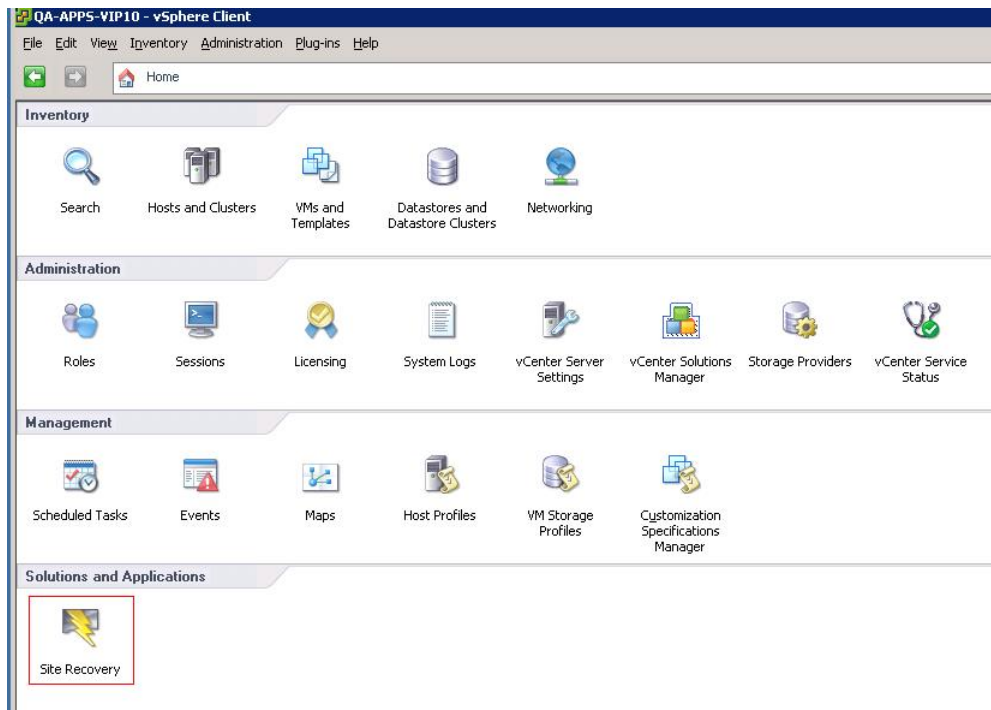 QA-APPS-VIP10 - vSphere Client
File Edit View Inventory Administration Plug-ins Help
Home
Inventory
Search
Hosts and Clusters
VMs and
Templates
Datastores and
Datastore Clusters
Networking
Administration
Roles
Sessions
Licensing
System Logs
vCenter Server
Settings
vCenter Solutions
Manager
Storage Providers
vCenter Service
Status
Management
Scheduled Tasks
Events
Maps
Host Profiles
VM Storage
Profiles
Customization
Specifications
Manager
Solutions and Applications
Site Recovery